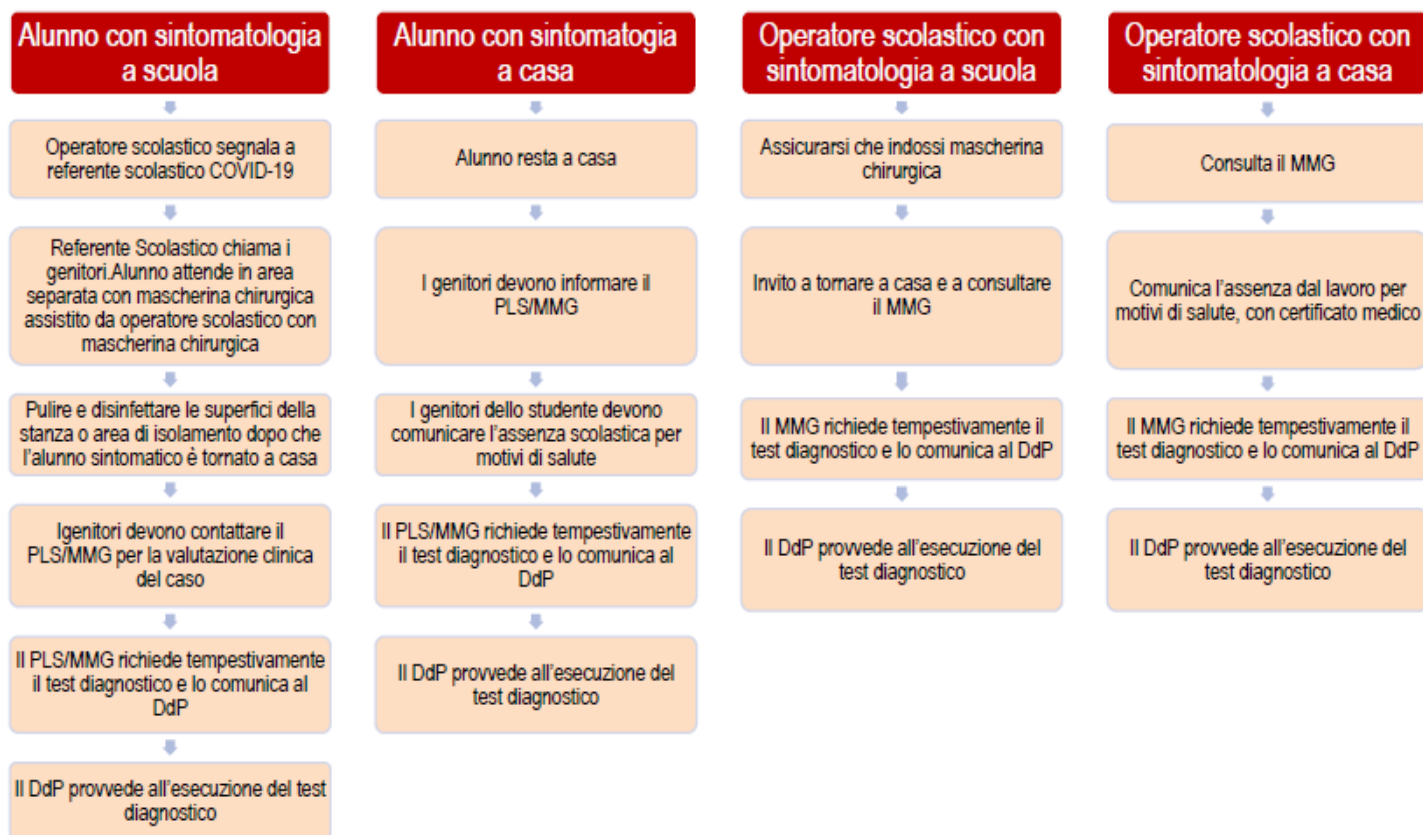 Alunno con sintomatologia
a scuola
Operatore scolastico segnala a
referente scolastico COVID-19
Referente Scolastico chiama i
genitori.Alunno attende in area
separata con mascherina chirurgica
assistito da operatore scolastico con
mascherina chirurgica
Pulire e disinfettare le superfici della
stanza o area di isolamento dopo che
l'alunno sintomatico è tornato a casa
Igenitori devono contattare il
PLS/MMG per la valutazione clinica
del caso
Il PLS/MMG richiede tempestivamente
il test diagnostico e lo comunica al
DdP
Il DdP provvede all'esecuzione del test
diagnostico
Alunno con sintomatogia
a casa
Alunno resta a casa
I genitori devono informare il
PLS/MMG
I genitori dello studente devono
comunicare l'assenza scolastica per
motivi di salute
Il PLS/MMG richiede tempestivamente
il test diagnostico e lo comunica al
DdP
Il DdP provvede all'esecuzione del
test diagnostico
Operatore scolastico con
sintomatologia a scuola
Assicurarsi che indossi mascherina
chirurgica
Invito a tornare a casa e a consultare
il MMG
Il MMG richiede tempestivamente il
test diagnostico e lo comunica al DdP
Il DdP provvede all'esecuzione del
test diagnostico
Operatore scolastico con
sintomatologia a casa
Consulta il MMG
Comunica l'assenza dal lavoro per
motivi di salute, con certificato medico
Il MMG richiede tempestivamente il
test diagnostico e lo comunica al DdP
Il DdP provvede all'esecuzione del
test diagnostico